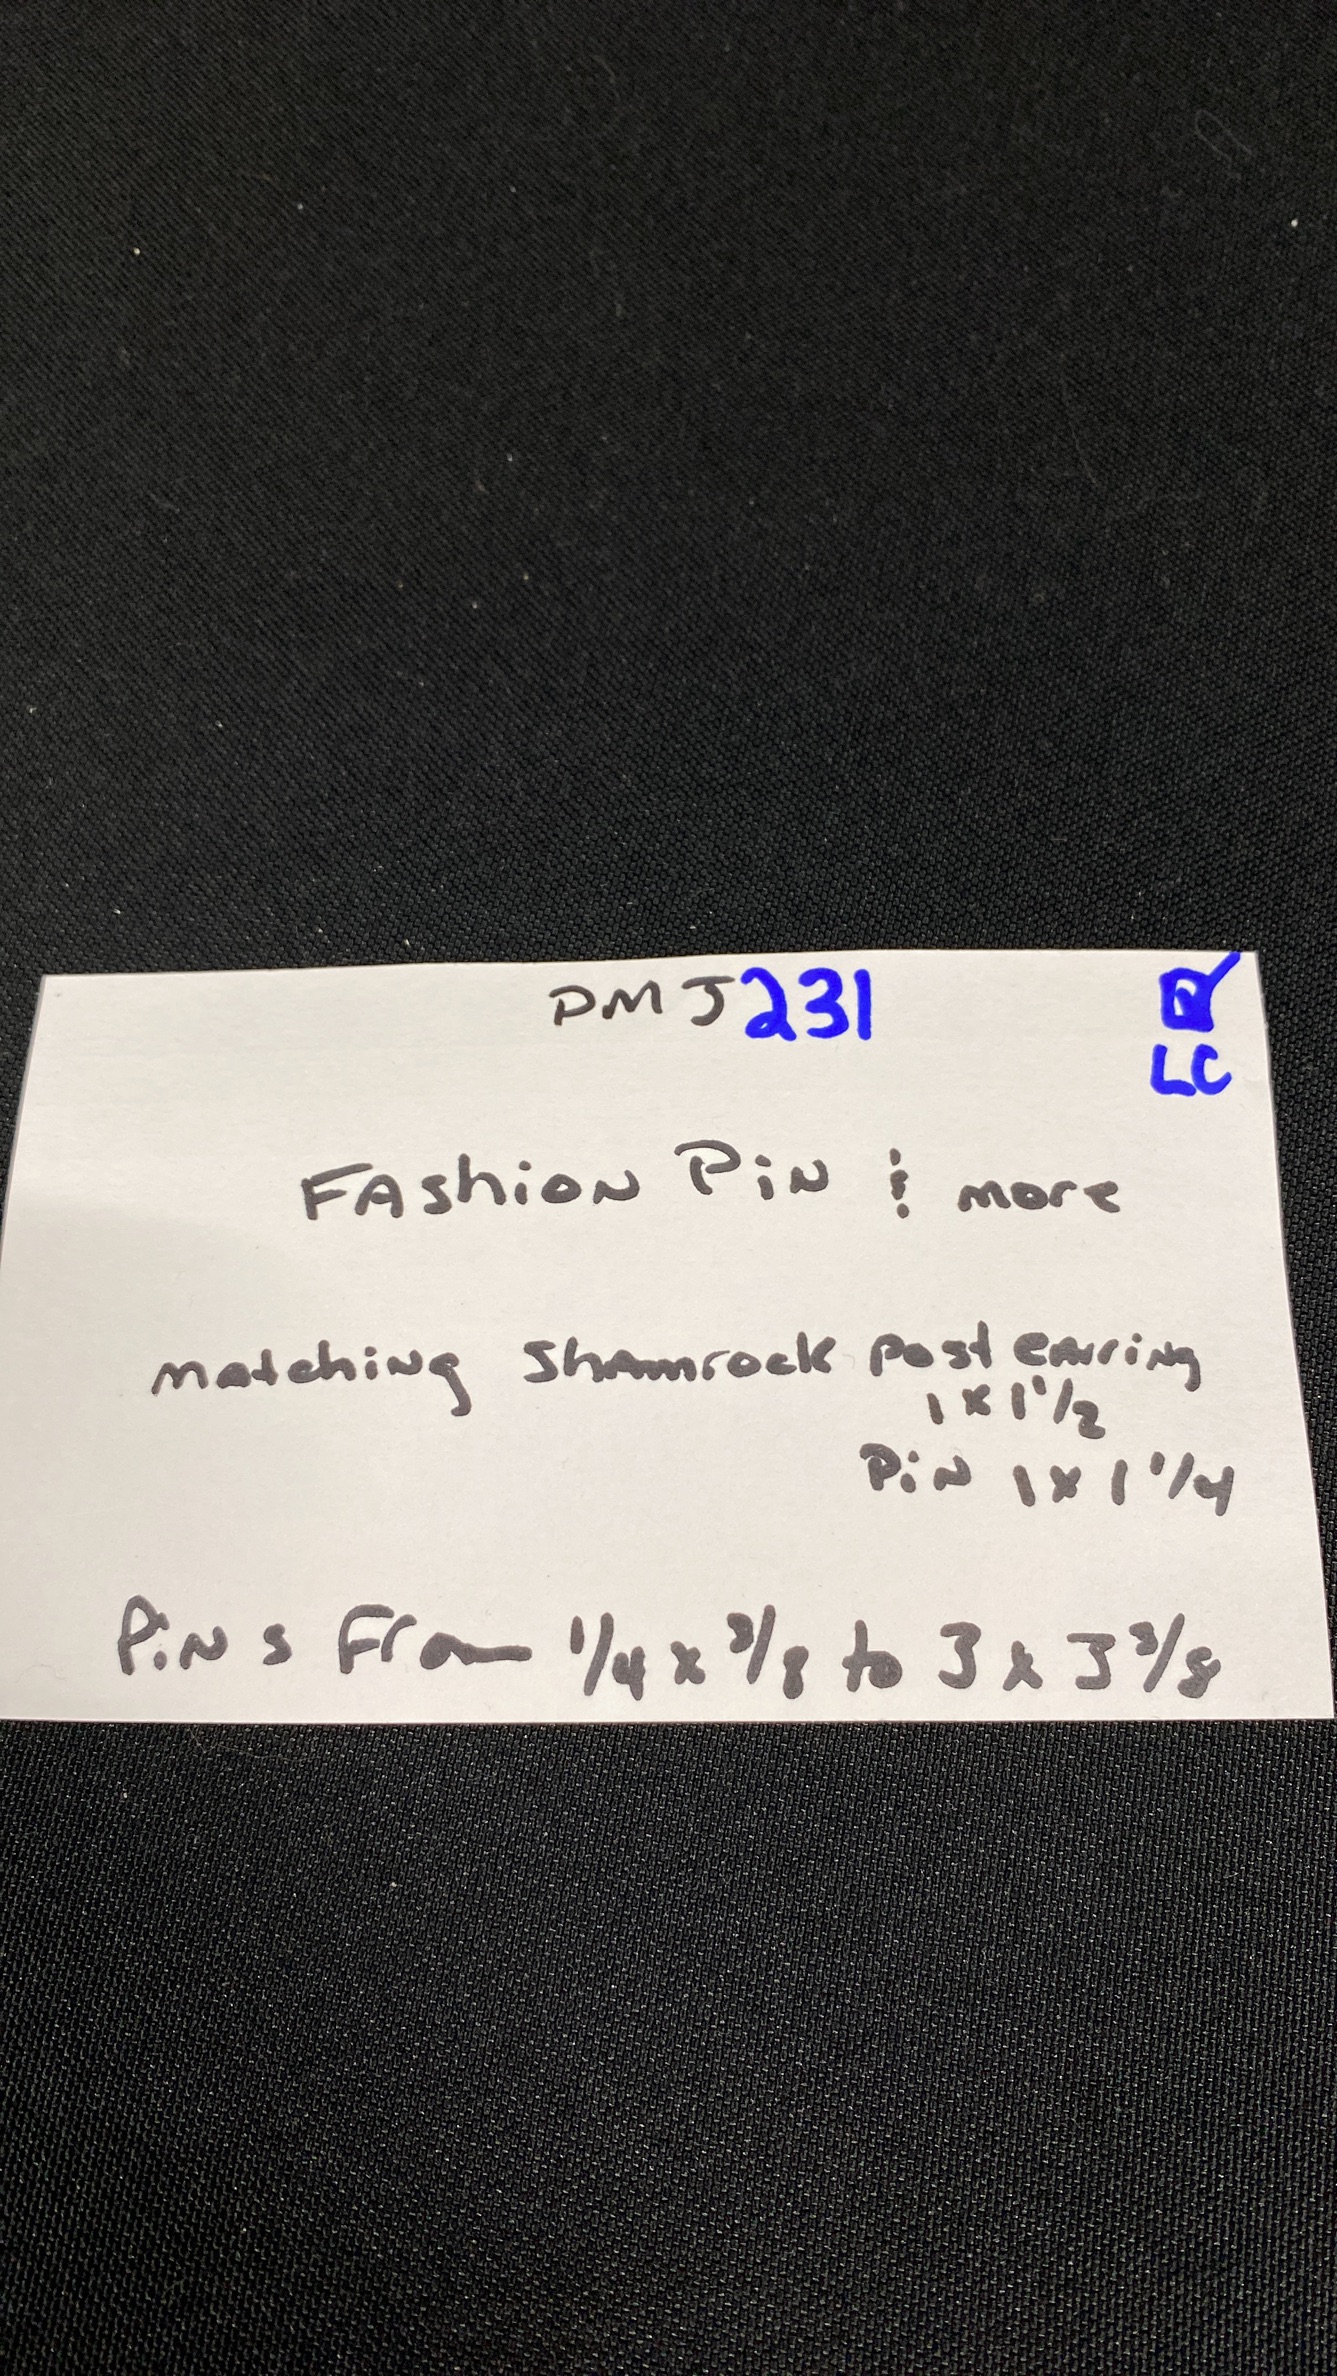 DMJ231
LC
FAshioN PiN & more
matching Shamrock post earring
1x1 1/2
PiN 1x1 1/4
PiNs From 1/4 x 3/8 to 3 x 3 3/8